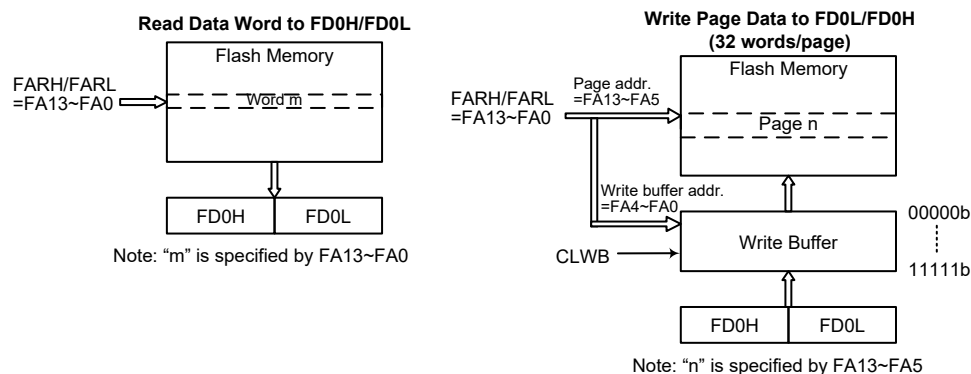 Read Data Word to FD0H/FD0L
Flash Memory
FARH/FARL
=FA13~FA0
Word m
FD0H
FD0L
Note: “m” is specified by FA13~FA0
Write Page Data to FD0L/FD0H
(32 words/page)
Flash Memory
FARH/FARL
=FA13~FA0
Page addr.
=FA13~FA5
Page n
Write buffer addr.
=FA4~FA0
Write Buffer
CLWB
00000b
11111b
FD0H
FD0L
Note: “n” is specified by FA13~FA5